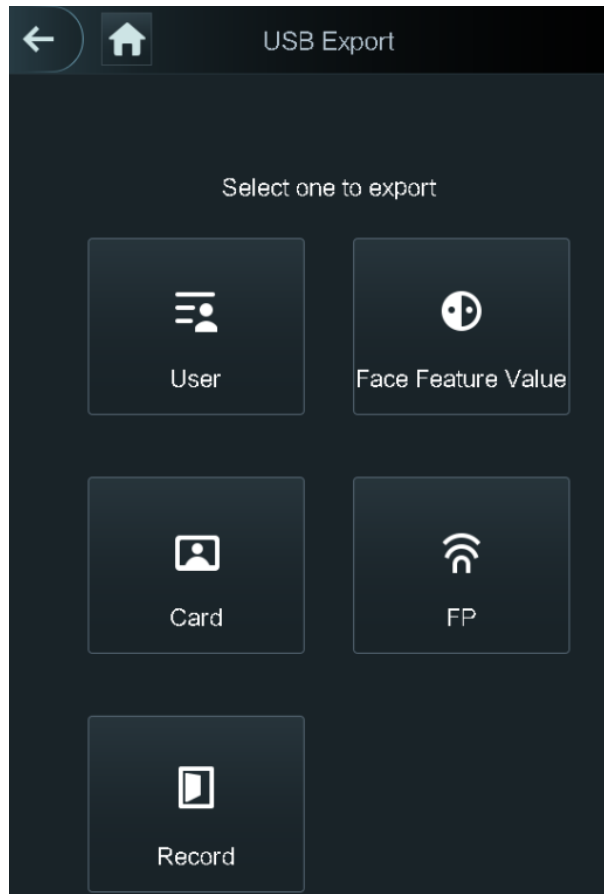 USB Export
Select one to export
User
Face Feature Value
Card
FP
Record